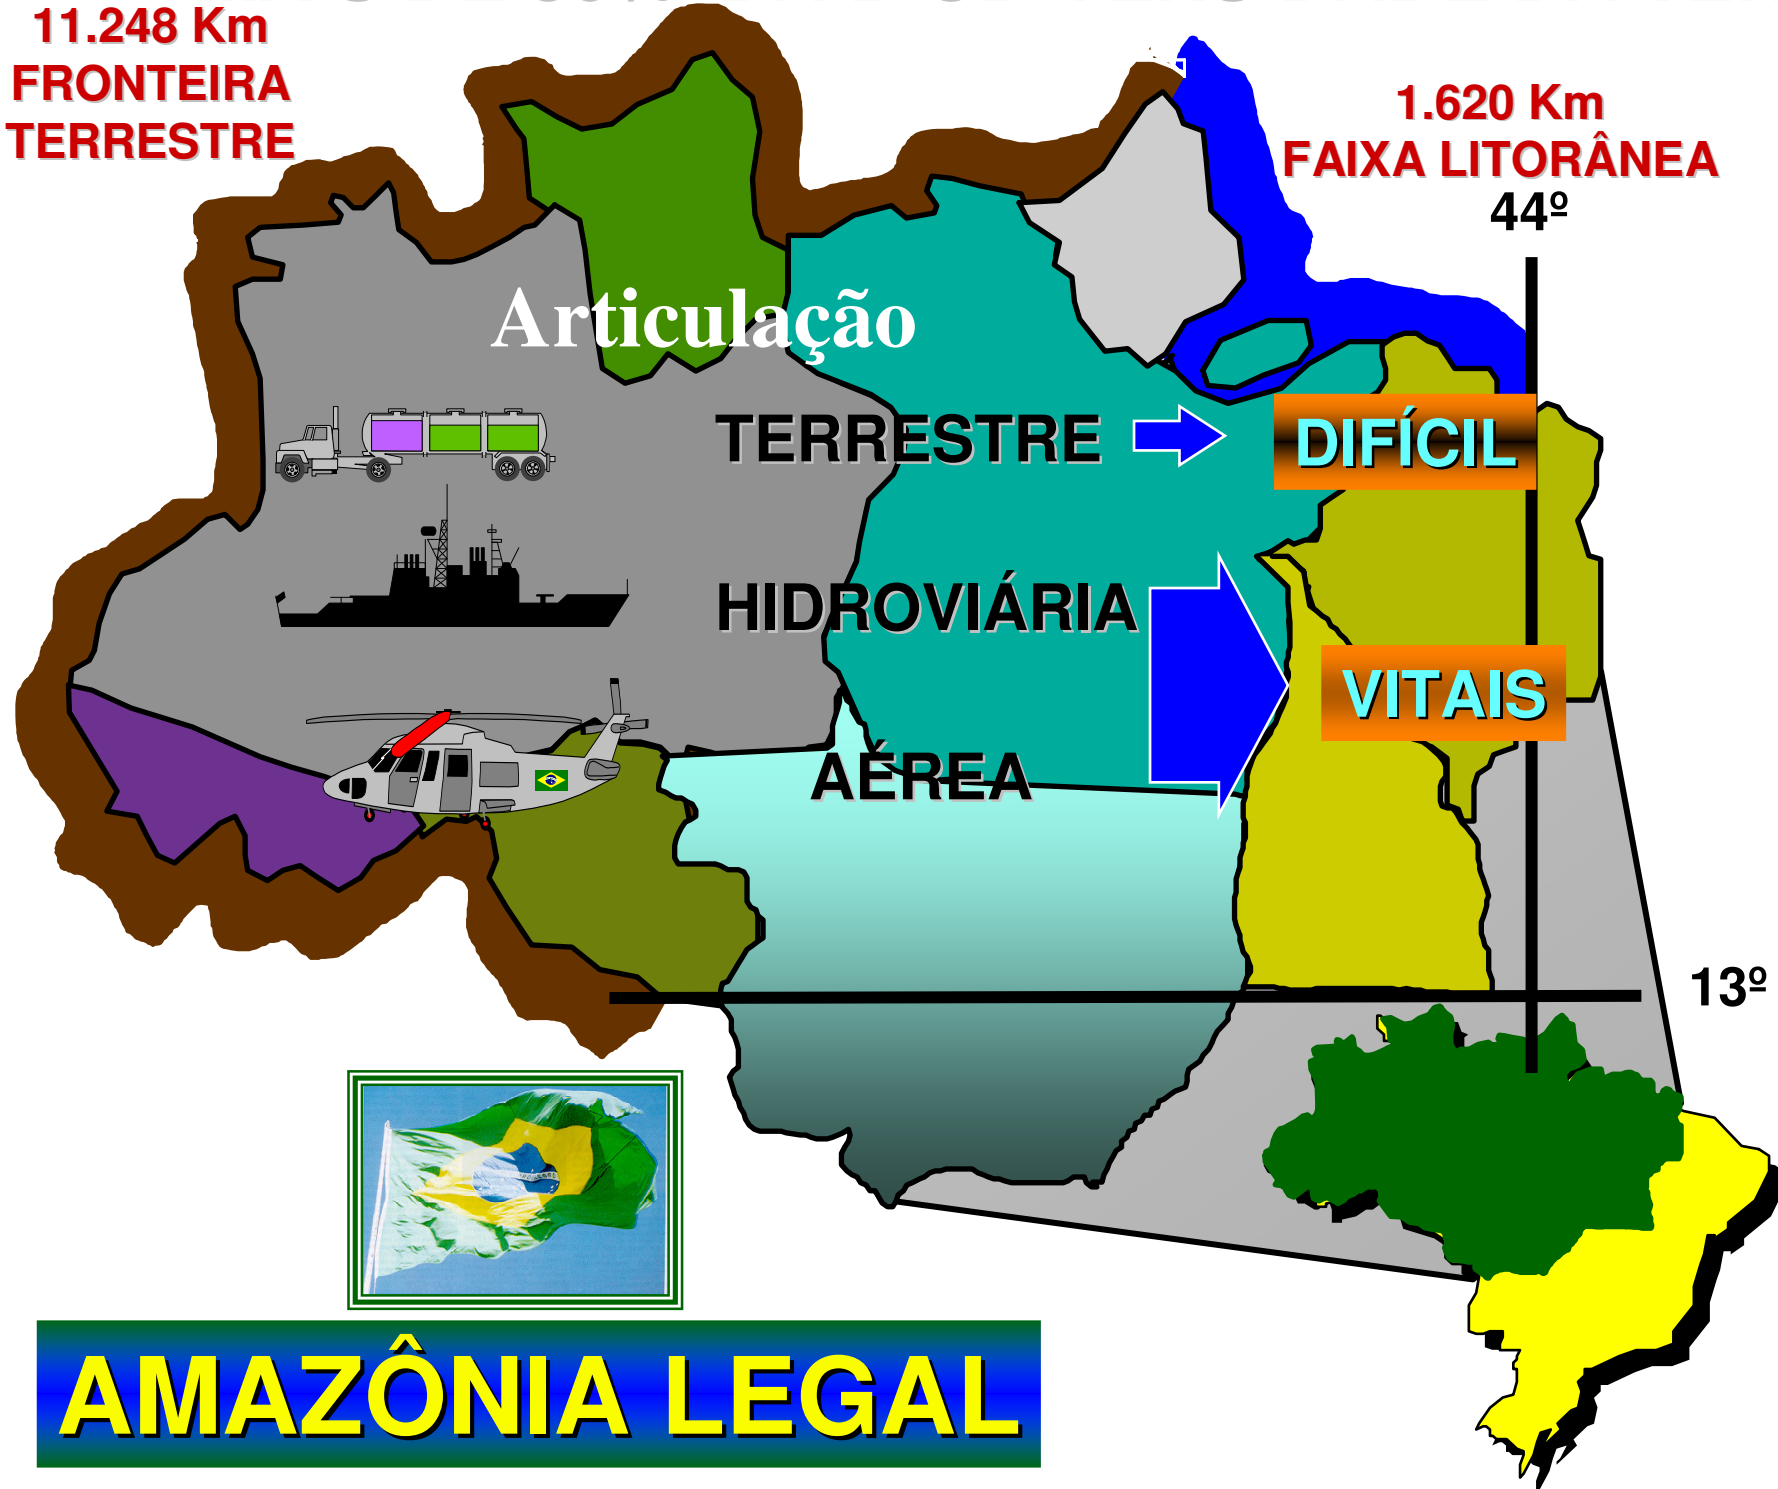 11.248 Km
FRONTEIRA
TERRESTRE
1.620 Km
FAIXA LITORÂNEA
44º
Articulação
TERRESTRE
DIFÍCIL
HIDROVIÁRIA
VITAIS
AÉREA
13º
AMAZÔNIA LEGAL